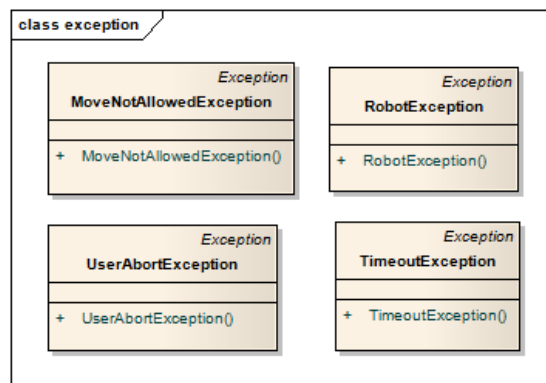 class exception
Exception
MoveNotAllowedException
+ MoveNotAllowedException()
Exception
RobotException
+ RobotException()
Exception
UserAbortException
+ UserAbortException()
Exception
TimeoutException
+ TimeoutException()